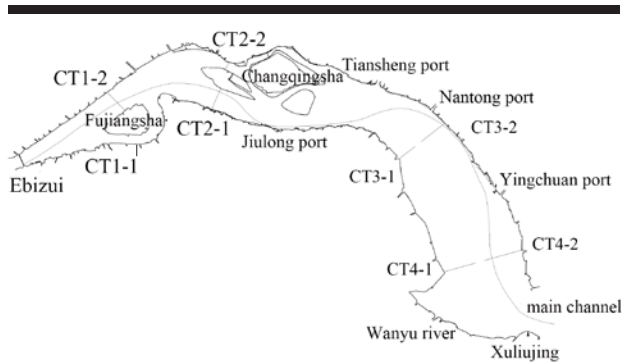 CT2-2
Tiansheng port
CT1-2
Changqingsha
Nantong port
Fujiangsha
CT2-1
CT3-2
Jiulong port
CT1-1
CT3-1
Ebizui
Yingchuan port
CT4-2
CT4-1
main channel
Wanyu river
Xuliujing